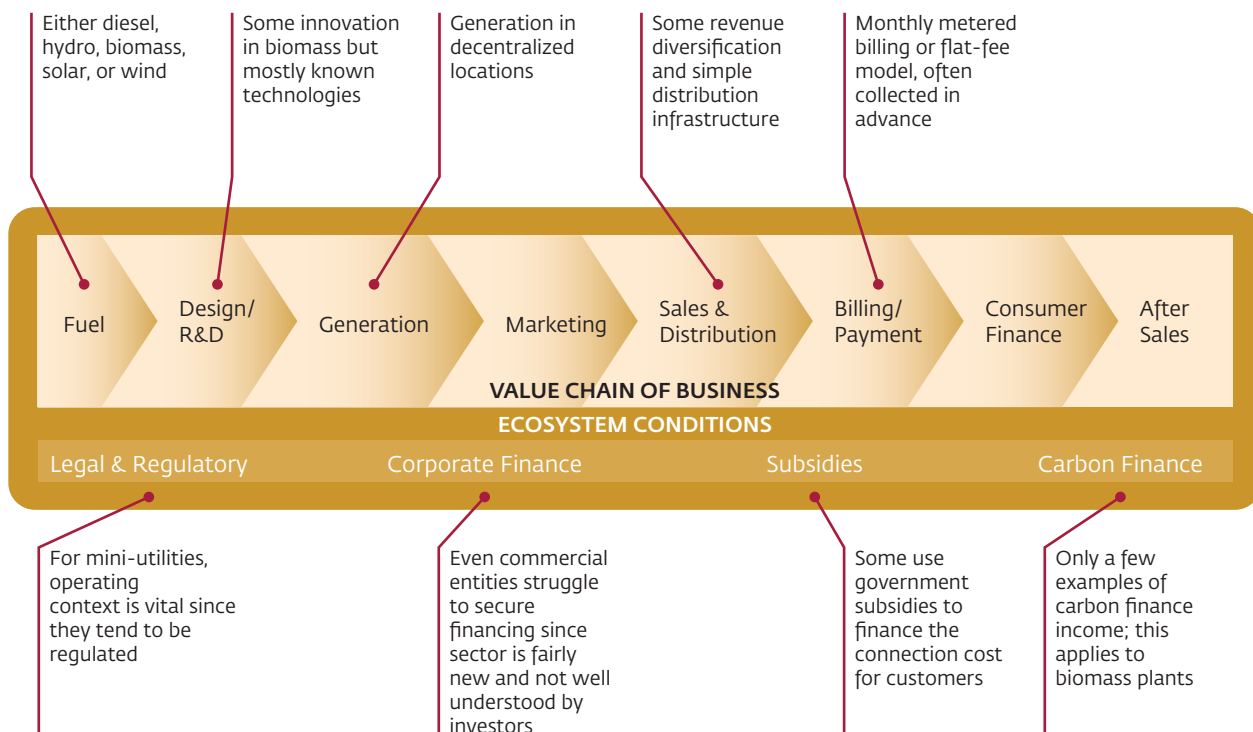 Either diesel,
hydro, biomass,
solar, or wind
Some innovation
in biomass but
mostly known
technologies
Generation in
decentralized
locations
Some revenue
diversification
and simple
distribution
infrastructure
Monthly metered
billing or flat-fee
model, often
collected in
advance
Fuel
Design/
R&D
Generation
Marketing
Sales &
Distribution
Billing/
Payment
Consumer
Finance
After
Sales
VALUE CHAIN OF BUSINESS
ECOSYSTEM CONDITIONS
Legal & Regulatory
Corporate Finance
Subsidies
Carbon Finance
For mini-utilities,
operating
context is vital since
they tend to be
regulated
Even commercial
entities struggle
to secure
financing since
sector is fairly
new and not well
understood by
investors
Some use
government
subsidies to
finance the
connection cost
for customers
Only a few
examples of
carbon finance
income; this
applies to
biomass plants